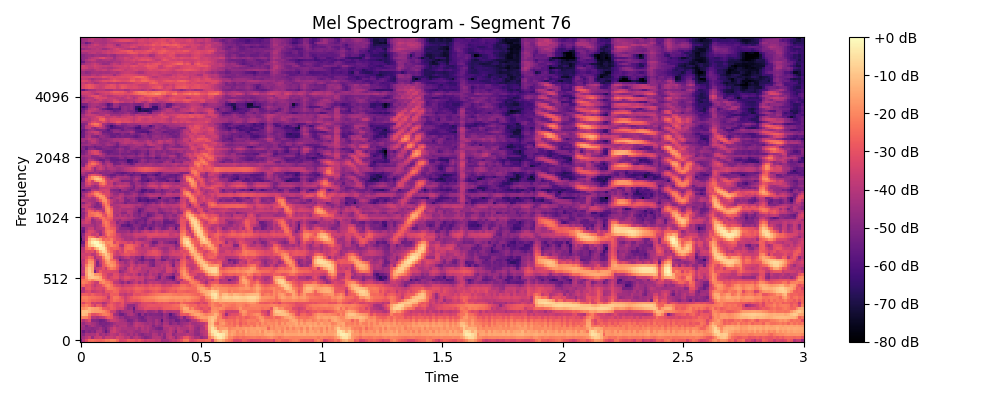 Mel Spectrogram - Segment 76
Frequency
4096
2048
1024
512
0
0
0.5
1
1.5
2
2.5
3
Time
+0 dB
-10 dB
-20 dB
-30 dB
-40 dB
-50 dB
-60 dB
-70 dB
-80 dB